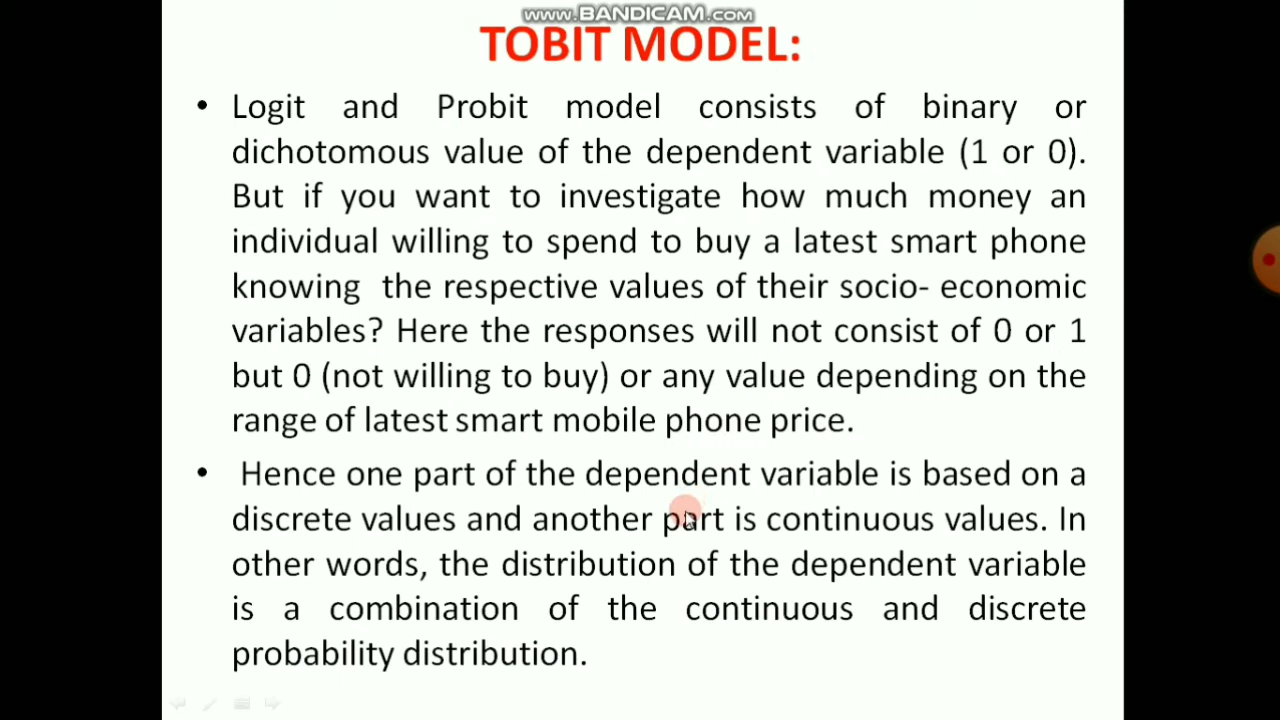 www.BANDICAM.com
TOBIT MODEL:
• Logit and Probit model consists of binary or
dichotomous value of the dependent variable (1 or 0).
But if you want to investigate how much money an
individual willing to spend to buy a latest smart phone
knowing the respective values of their socio- economic
variables? Here the responses will not consist of 0 or 1
but 0 (not willing to buy) or any value depending on the
range of latest smart mobile phone price.
• Hence one part of the dependent variable is based on a
discrete values and another part is continuous values. In
other words, the distribution of the dependent variable
is a combination of the continuous and discrete
probability distribution.